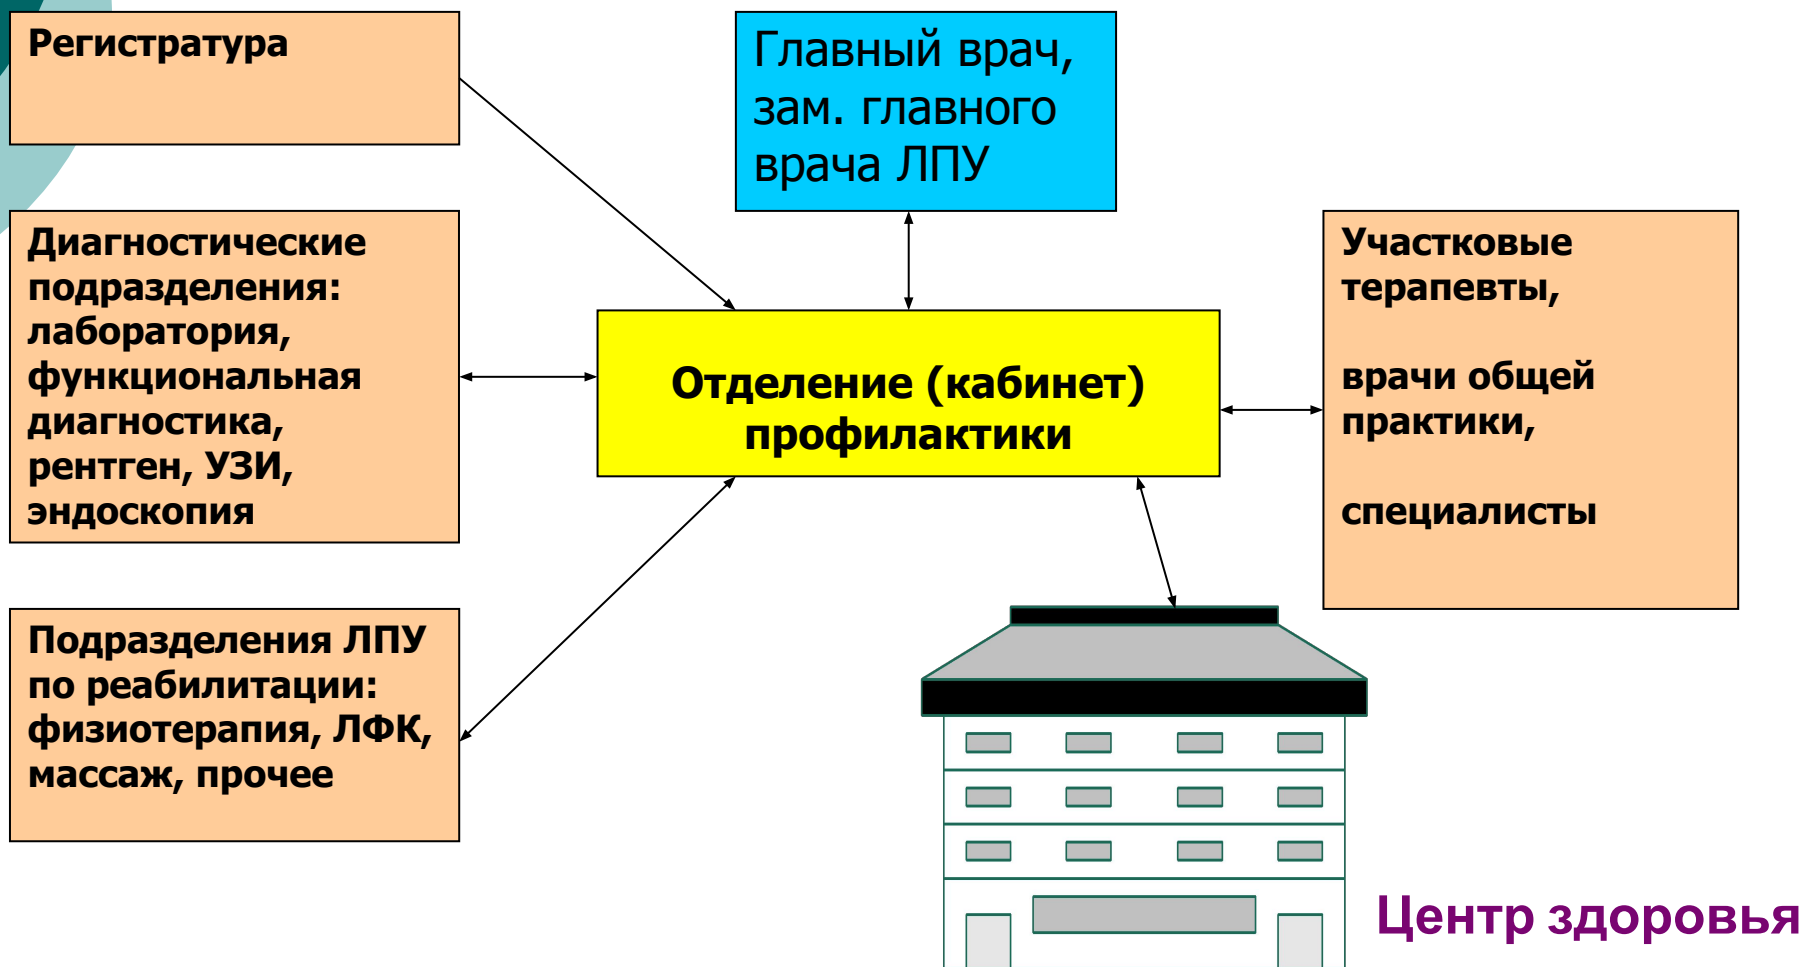 Регистратура
Главный врач,
зам. главного
врача ЛПУ
Диагностические
подразделения:
лаборатория,
функциональная
диагностика,
рентген, УЗИ,
эндоскопия
Отделение (кабинет)
профилактики
Участковые
терапевты,
врачи общей
практики,
специалисты
Подразделения ЛПУ
по реабилитации:
физиотерапия, ЛФК,
массаж, прочее
Центр здоровья